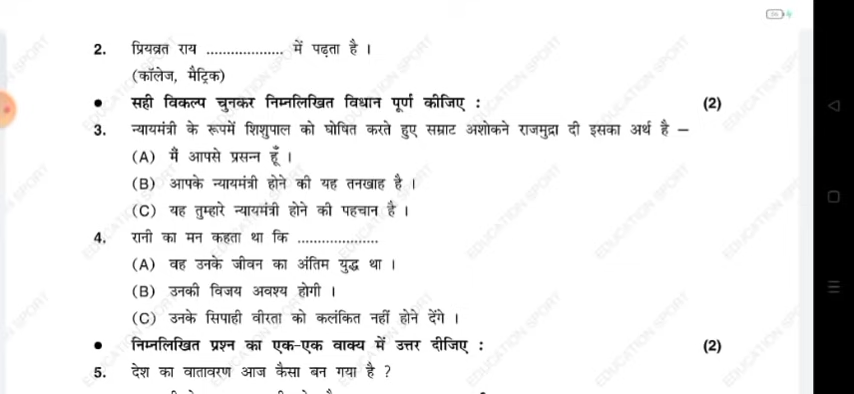 2. प्रियव्रत राय ................... में पढ़ता है ।
(कॉलेज, मैट्रिक)
• सही विकल्प चुनकर निम्नलिखित विधान पूर्ण कीजिए : (2)
3. न्यायमंत्री के रूपमें शिशुपाल को घोषित करते हुए सम्राट अशोकने राजमुद्रा दी इसका अर्थ है –
(A) मैं आपसे प्रसन्न हूँ ।
(B) आपके न्यायमंत्री होने की यह तनखाह है ।
(C) यह तुम्हारे न्यायमंत्री होने की पहचान है ।
4. रानी का मन कहता था कि ....................
(A) वह उनके जीवन का अंतिम युद्ध था ।
(B) उनकी विजय अवश्य होगी ।
(C) उनके सिपाही वीरता को कलंकित नहीं होने देंगे ।
• निम्नलिखित प्रश्न का एक-एक वाक्य में उत्तर दीजिए : (2)
5. देश का वातावरण आज कैसा बन गया है ?